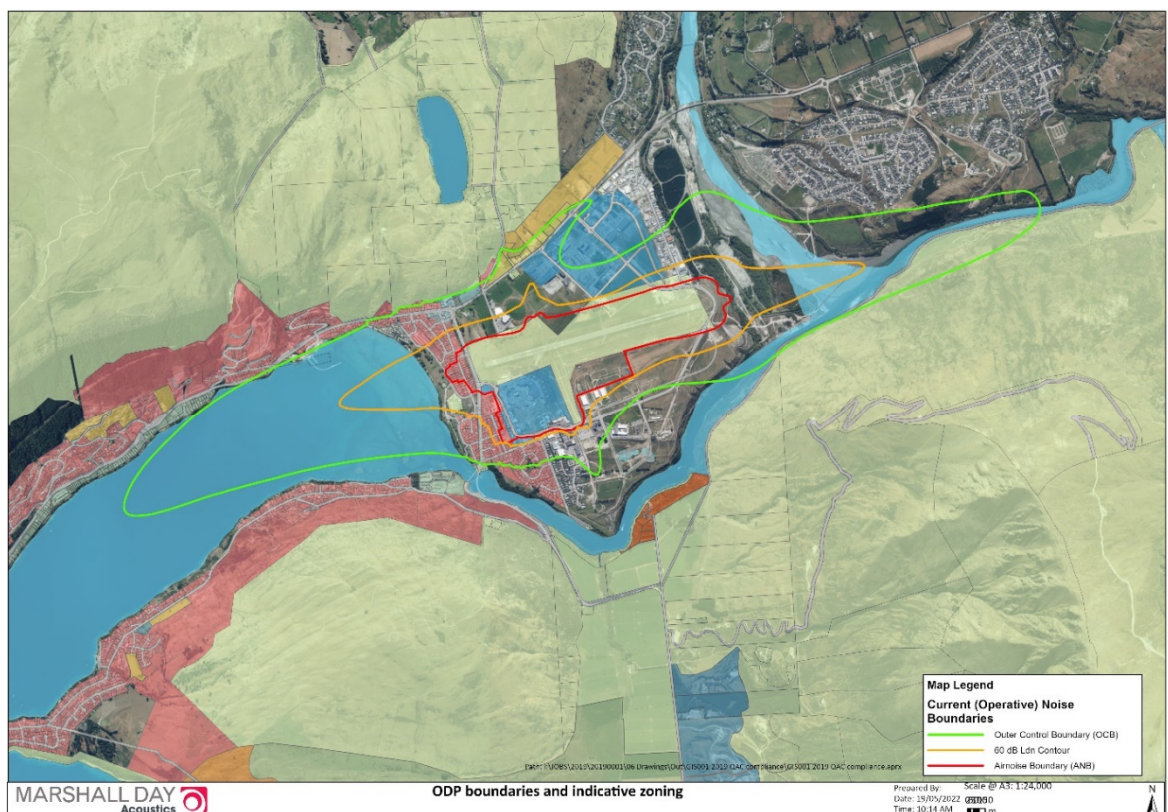 Map Legend
Current (Operative) Noise
Boundaries
Outer Control Boundary (OCB)
60 dB Ldn Contour
Airnoise Boundary (ANB)
MARSHALL DAY
Acoustics
ODP boundaries and indicative zoning
Prepared By:
Scale @ A3: 1:24,000
Date: 19/05/2022
Time: 10:14 AM
m
N